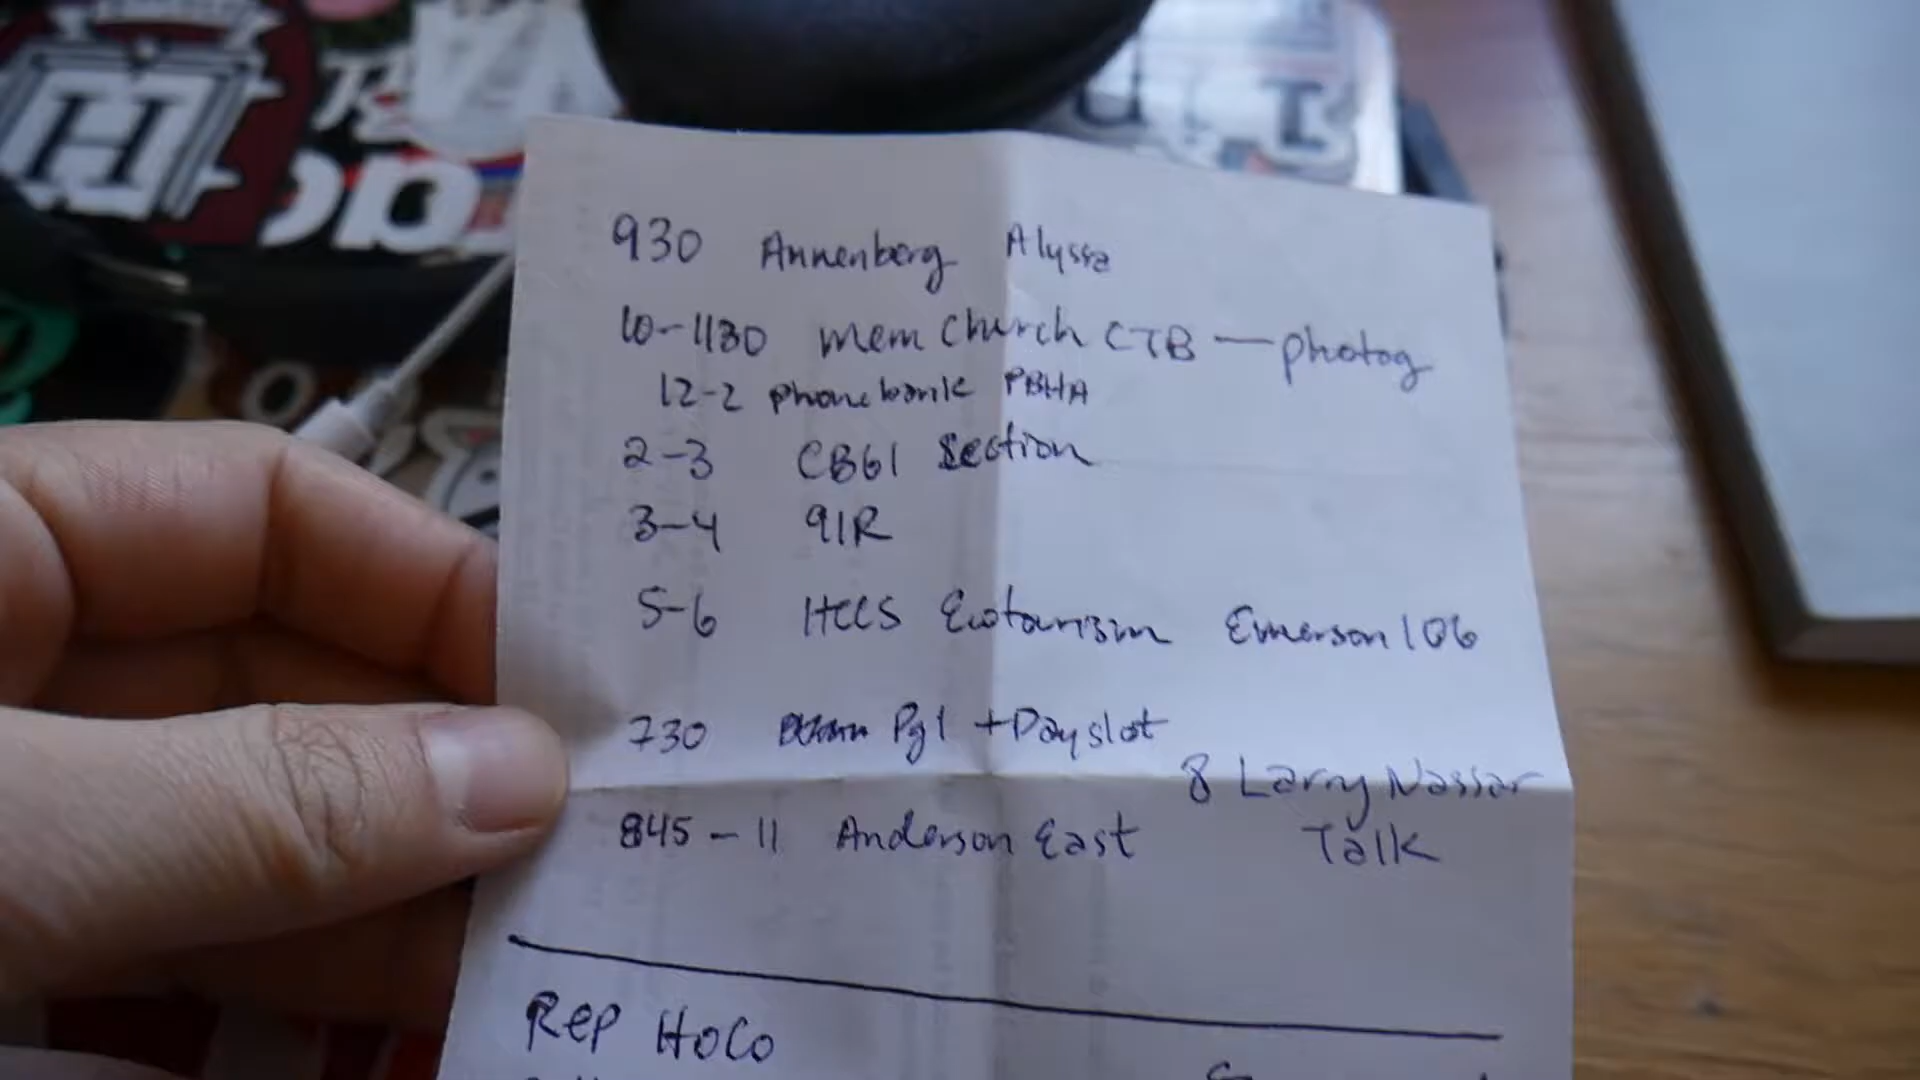 H
930 Annenberg Alyssa
10-1130 Mem Church CTB — photog
12-2 phonebank PBHA
2-3 CB61 Section
3-4 91R
5-6 HCCS Ecotourism Emerson 106
730 Pg1 + Dayslot
8 Larry Nassar
Talk
845-11 Anderson East
REP HOCO